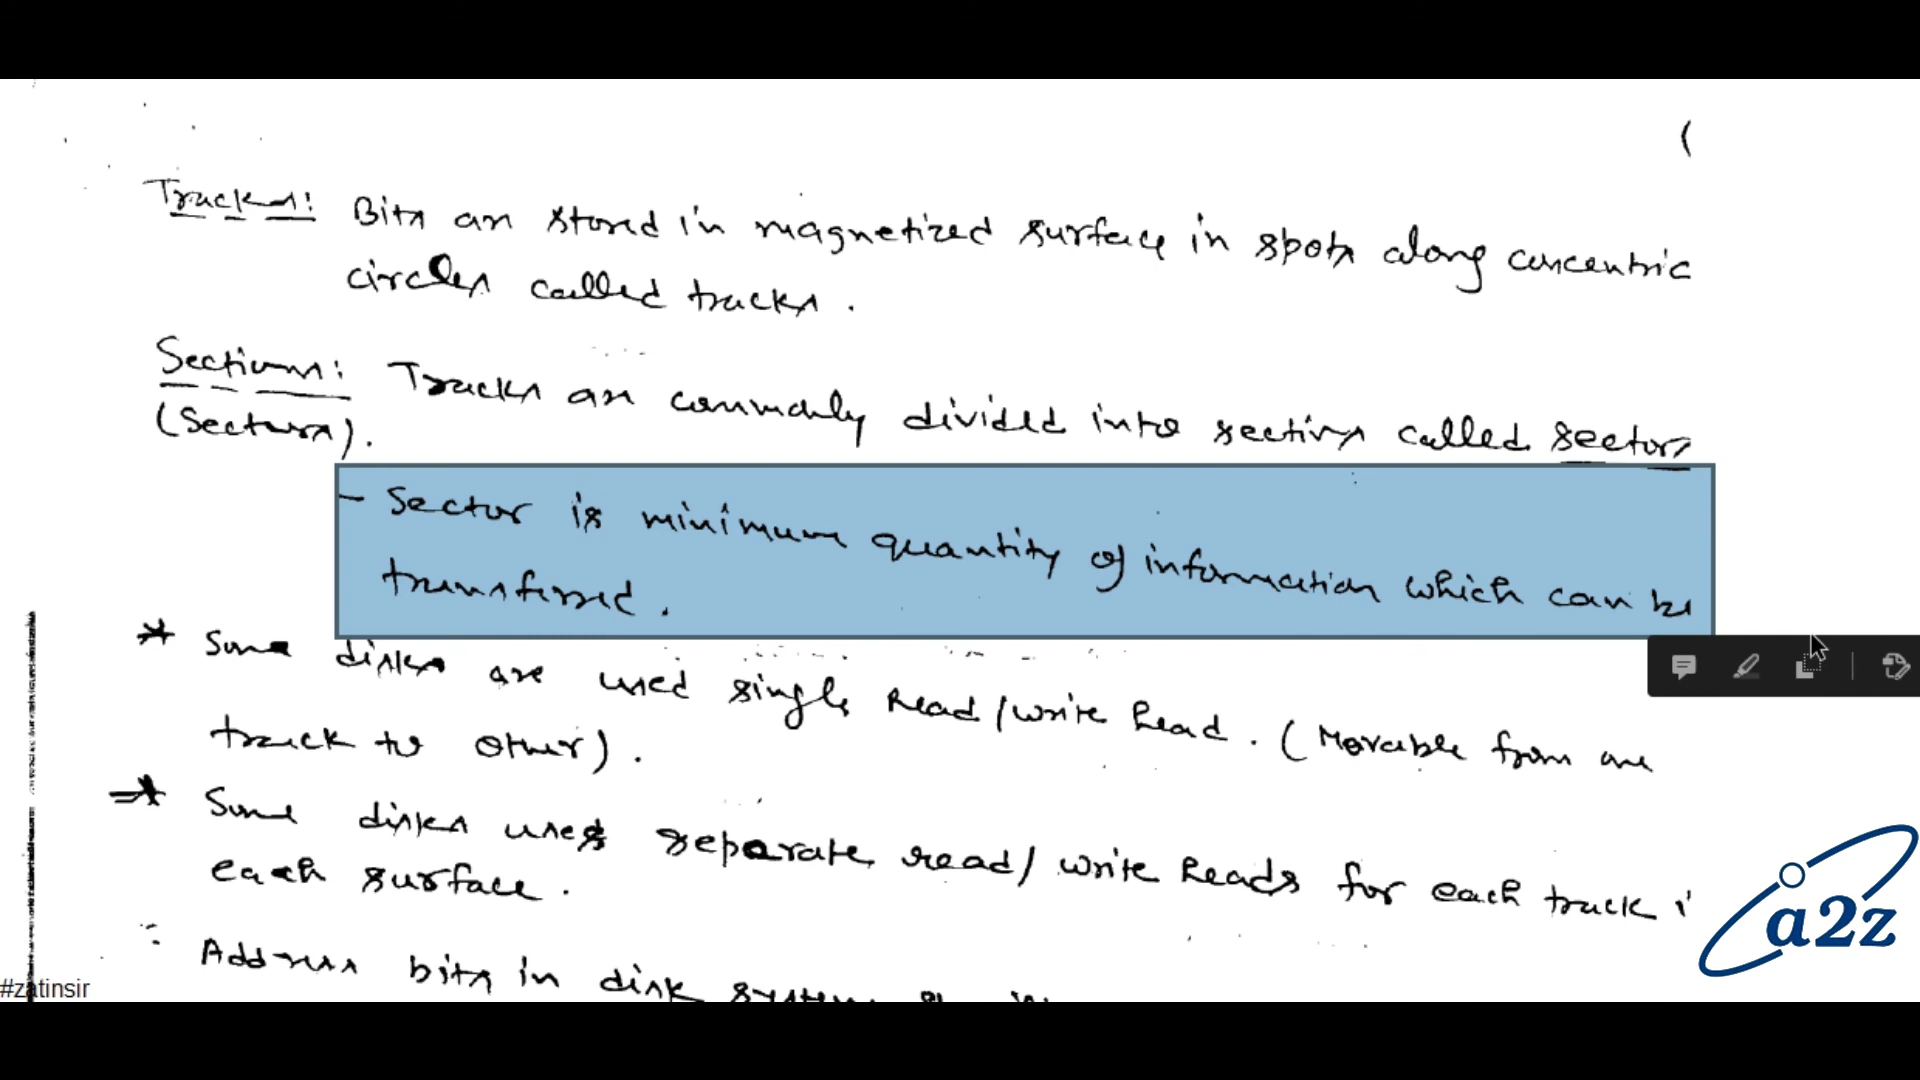 (
Tracks: Bits are stored in magnetized surface in spots along concentric
circles called tracks.
Sections: Tracks are commonly divided into sections called sectors
(Sectors).
- Sector is minimum quantity of information which can be
transferred.
* Some disks are used single Read/write head. (Movable from one
track to other).
⇒* Some disks uses separate read/write heads for each track i
each surface.
Address bits in disk system
#zatinsir
a2z